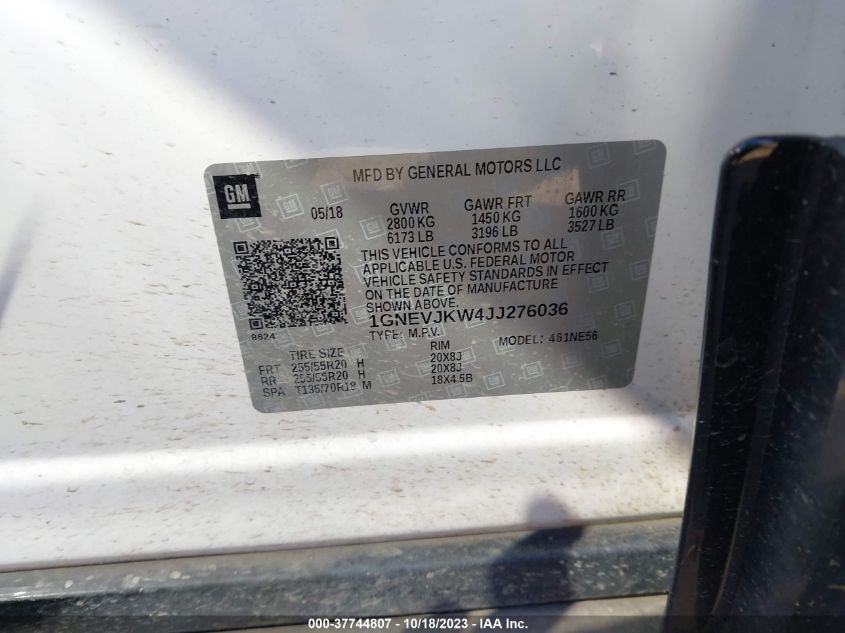 MFD BY GENERAL MOTORS LLC
GM
05/18 GVWR GAWR FRT GAWR RR
2800 KG 1450 KG 1600 KG
6173 LB 3196 LB 3527 LB
THIS VEHICLE CONFORMS TO ALL
APPLICABLE U.S. FEDERAL MOTOR
VEHICLE SAFETY STANDARDS IN EFFECT
ON THE DATE OF MANUFACTURE
SHOWN ABOVE.
8624 1GNEVJKW4JJ276036
TYPE: M.P.V. MODEL: 461NE56
TIRE SIZE RIM
FRT 255/55R20 H 20X8J
RR 255/55R20 H 20X8J
SPA T135/70R18 M 18X4.5B
000-37744807 - 10/18/2023 - IAA Inc.